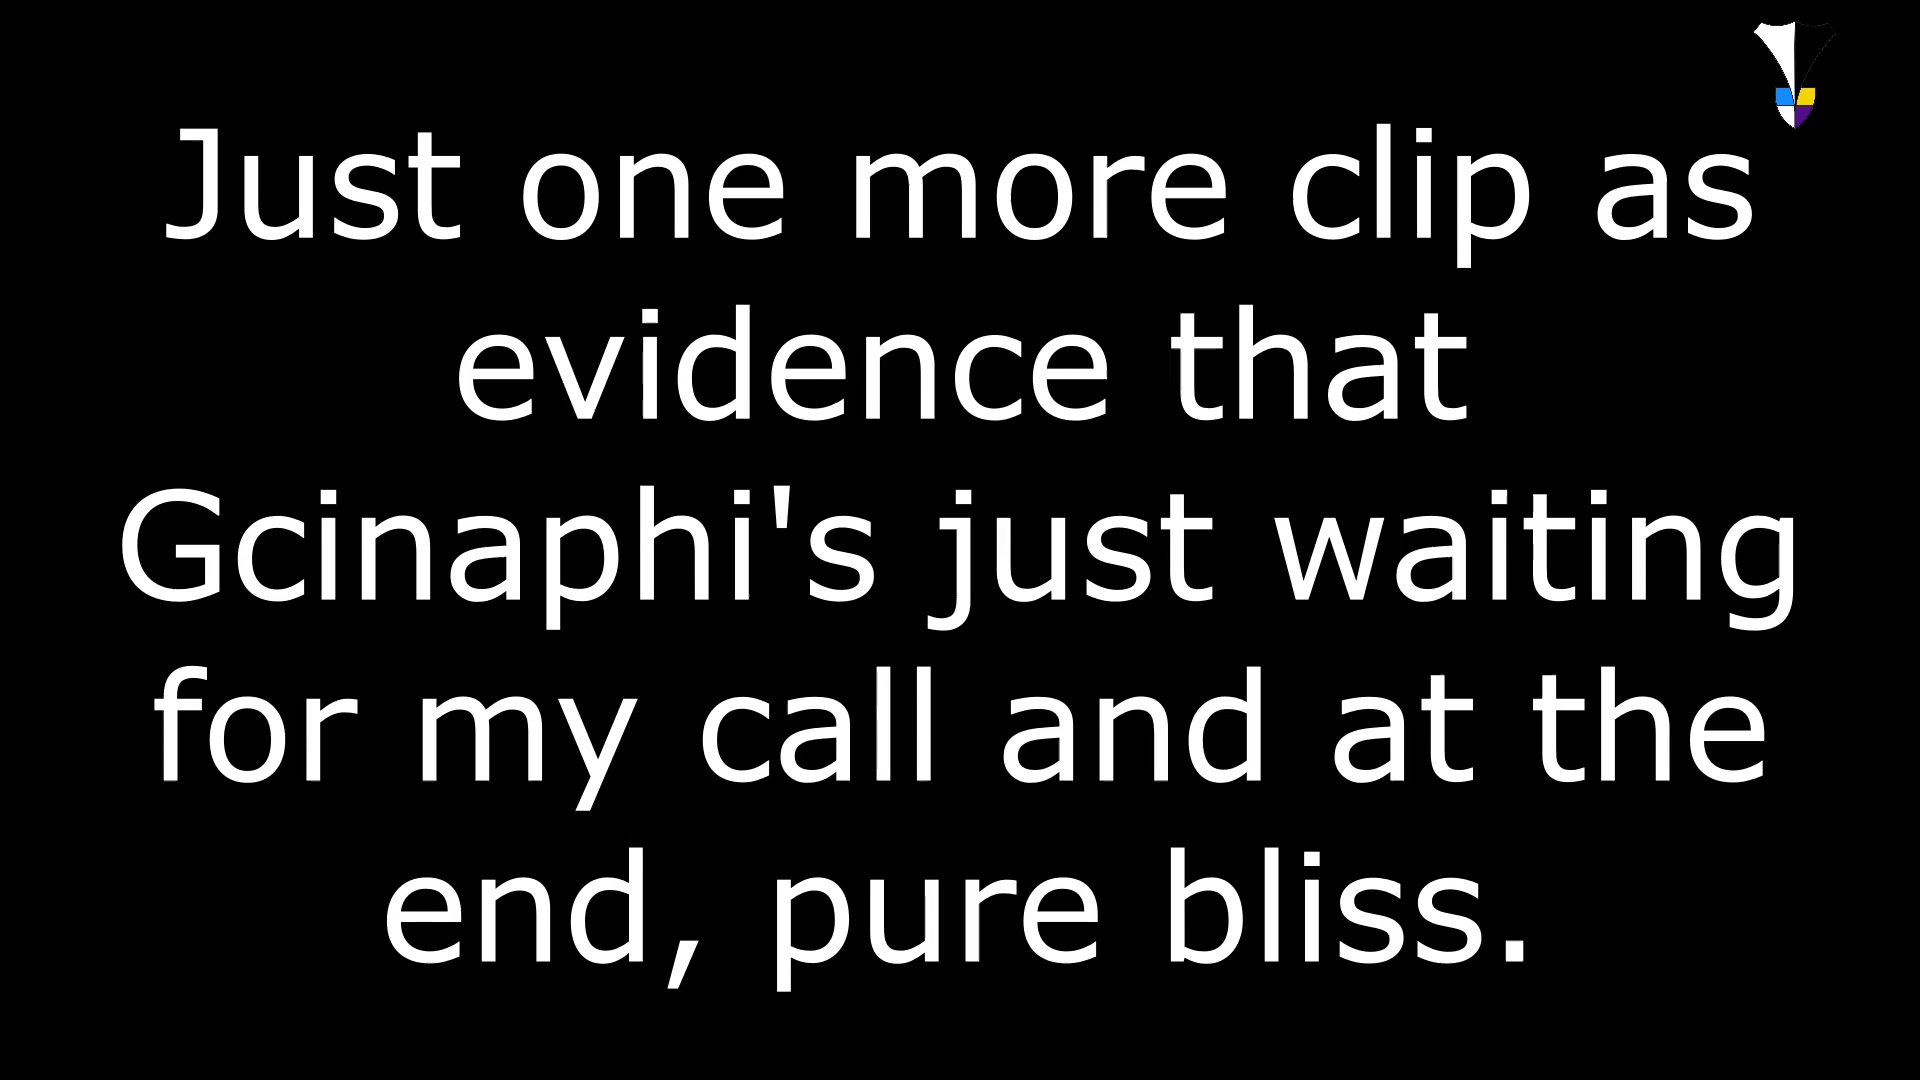 Just one more clip as
evidence that
Gcinaphi's just waiting
for my call and at the
end, pure bliss.